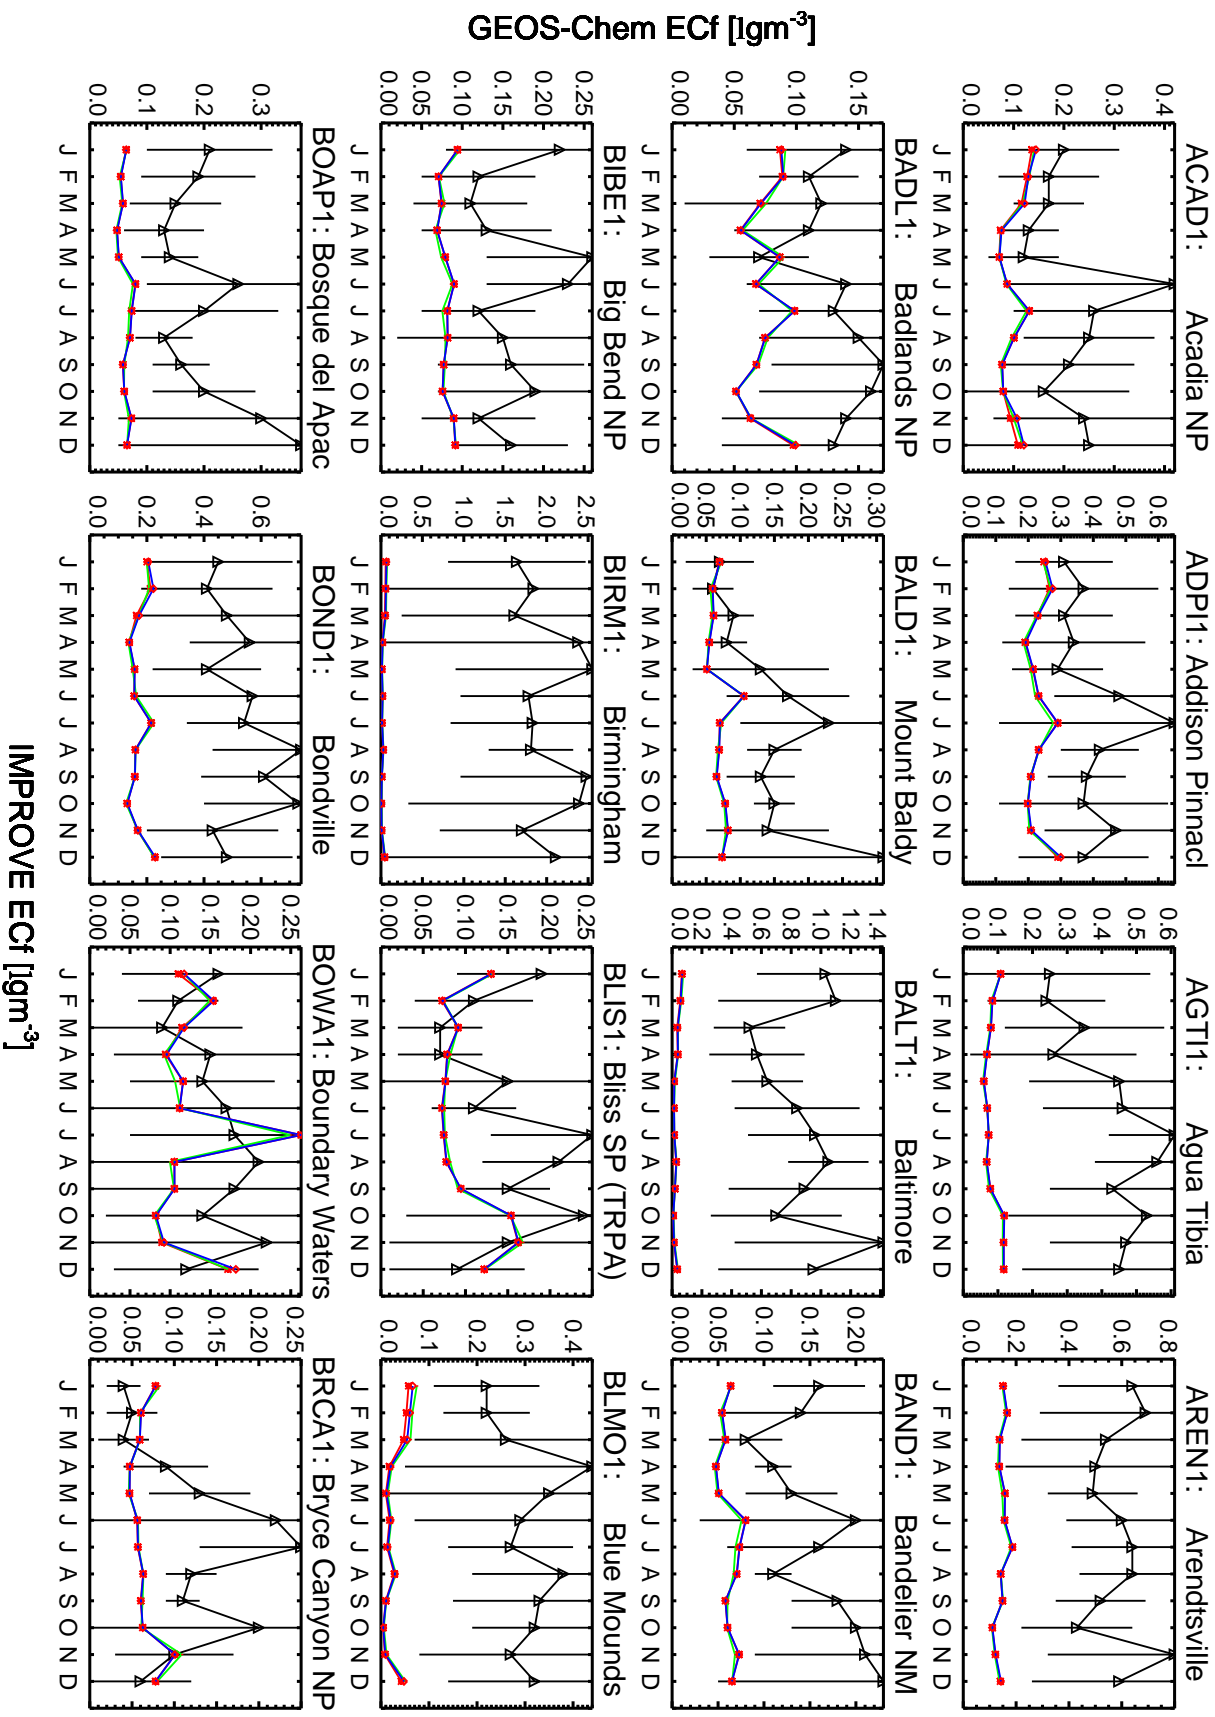 GEOS-Chem ECf [lgm-3]
ACAD1: Acadia NP
0.0 0.1 0.2 0.3 0.4
J F M A M J J A S O N D
ADPI1: Addison Pinnacl
0.0 0.1 0.2 0.3 0.4 0.5 0.6
J F M A M J J A S O N D
AGTI1: Agua Tibia
0.0 0.1 0.2 0.3 0.4 0.5 0.6
J F M A M J J A S O N D
AREN1: Arendtsville
0.0 0.2 0.4 0.6 0.8
J F M A M J J A S O N D
BADL1: Badlands NP
0.00 0.05 0.10 0.15
J F M A M J J A S O N D
BALD1: Mount Baldy
0.00 0.05 0.10 0.15 0.20 0.25 0.30
J F M A M J J A S O N D
BALT1: Baltimore
0.0 0.2 0.4 0.6 0.8 1.0 1.2 1.4
J F M A M J J A S O N D
BAND1: Bandelier NM
0.00 0.05 0.10 0.15 0.20
J F M A M J J A S O N D
BIBE1: Big Bend NP
0.00 0.05 0.10 0.15 0.20 0.25
J F M A M J J A S O N D
BIRM1: Birmingham
0.0 0.5 1.0 1.5 2.0 2.5
J F M A M J J A S O N D
BLIS1: Bliss SP (TRPA)
0.00 0.05 0.10 0.15 0.20 0.25
J F M A M J J A S O N D
BLMO1: Blue Mounds
0.0 0.1 0.2 0.3 0.4
J F M A M J J A S O N D
BOAP1: Bosque del Apac
0.0 0.1 0.2 0.3
J F M A M J J A S O N D
BOND1: Bondville
0.0 0.2 0.4 0.6
J F M A M J J A S O N D
BOWA1: Boundary Waters
0.00 0.05 0.10 0.15 0.20 0.25
J F M A M J J A S O N D
BRCA1: Bryce Canyon NP
0.00 0.05 0.10 0.15 0.20 0.25
J F M A M J J A S O N D
IMPROVE ECf [lgm-3]